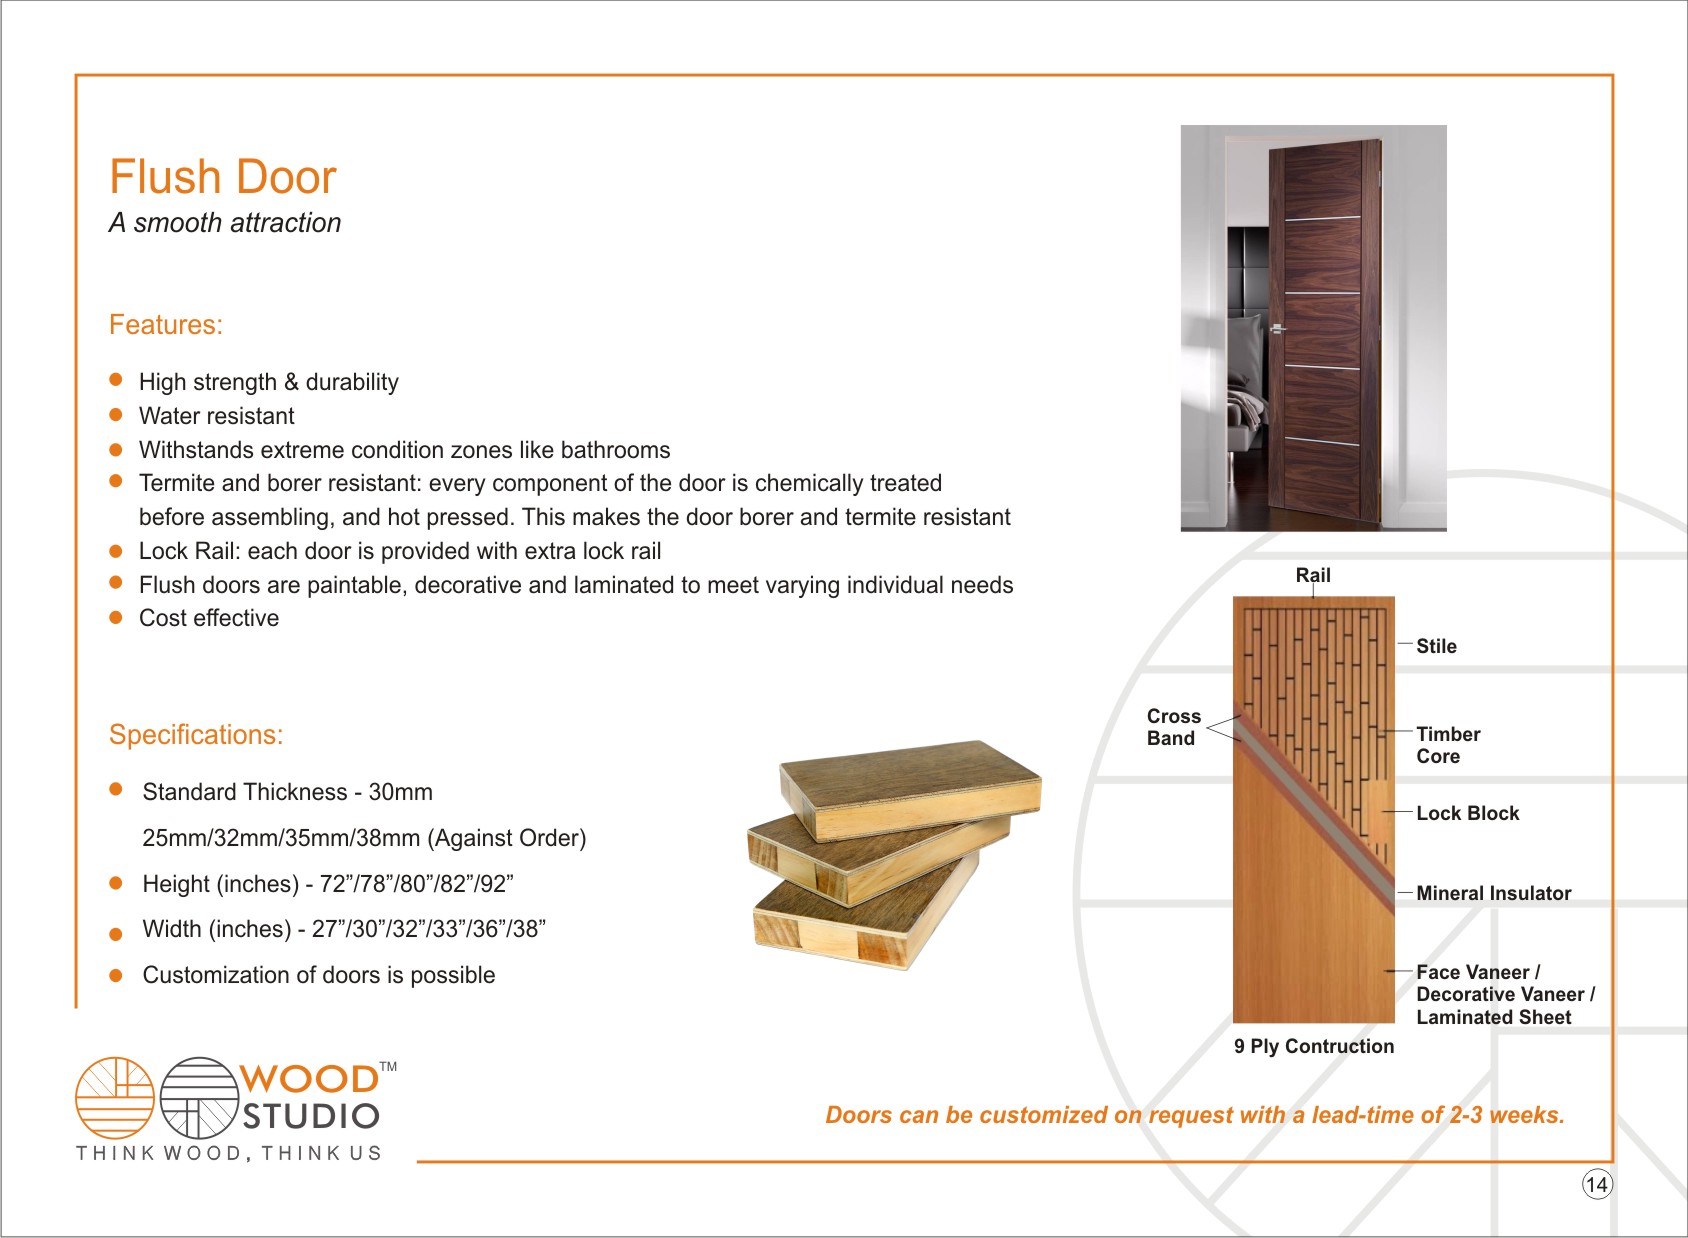 Flush Door
A smooth attraction
Features:
High strength & durability
Water resistant
Withstands extreme condition zones like bathrooms
Termite and borer resistant: every component of the door is chemically treated
before assembling, and hot pressed. This makes the door borer and termite resistant
Lock Rail: each door is provided with extra lock rail
Flush doors are paintable, decorative and laminated to meet varying individual needs
Cost effective
Specifications:
Standard Thickness - 30mm
25mm/32mm/35mm/38mm (Against Order)
Height (inches) - 72”/78”/80”/82”/92”
Width (inches) - 27”/30”/32”/33”/36”/38”
Customization of doors is possible
Rail
Stile
Cross
Band
Timber
Core
Lock Block
Mineral Insulator
Face Vaneer /
Decorative Vaneer /
Laminated Sheet
9 Ply Contruction
WOOD TM
STUDIO
THINK WOOD, THINK US
Doors can be customized on request with a lead-time of 2-3 weeks.
14